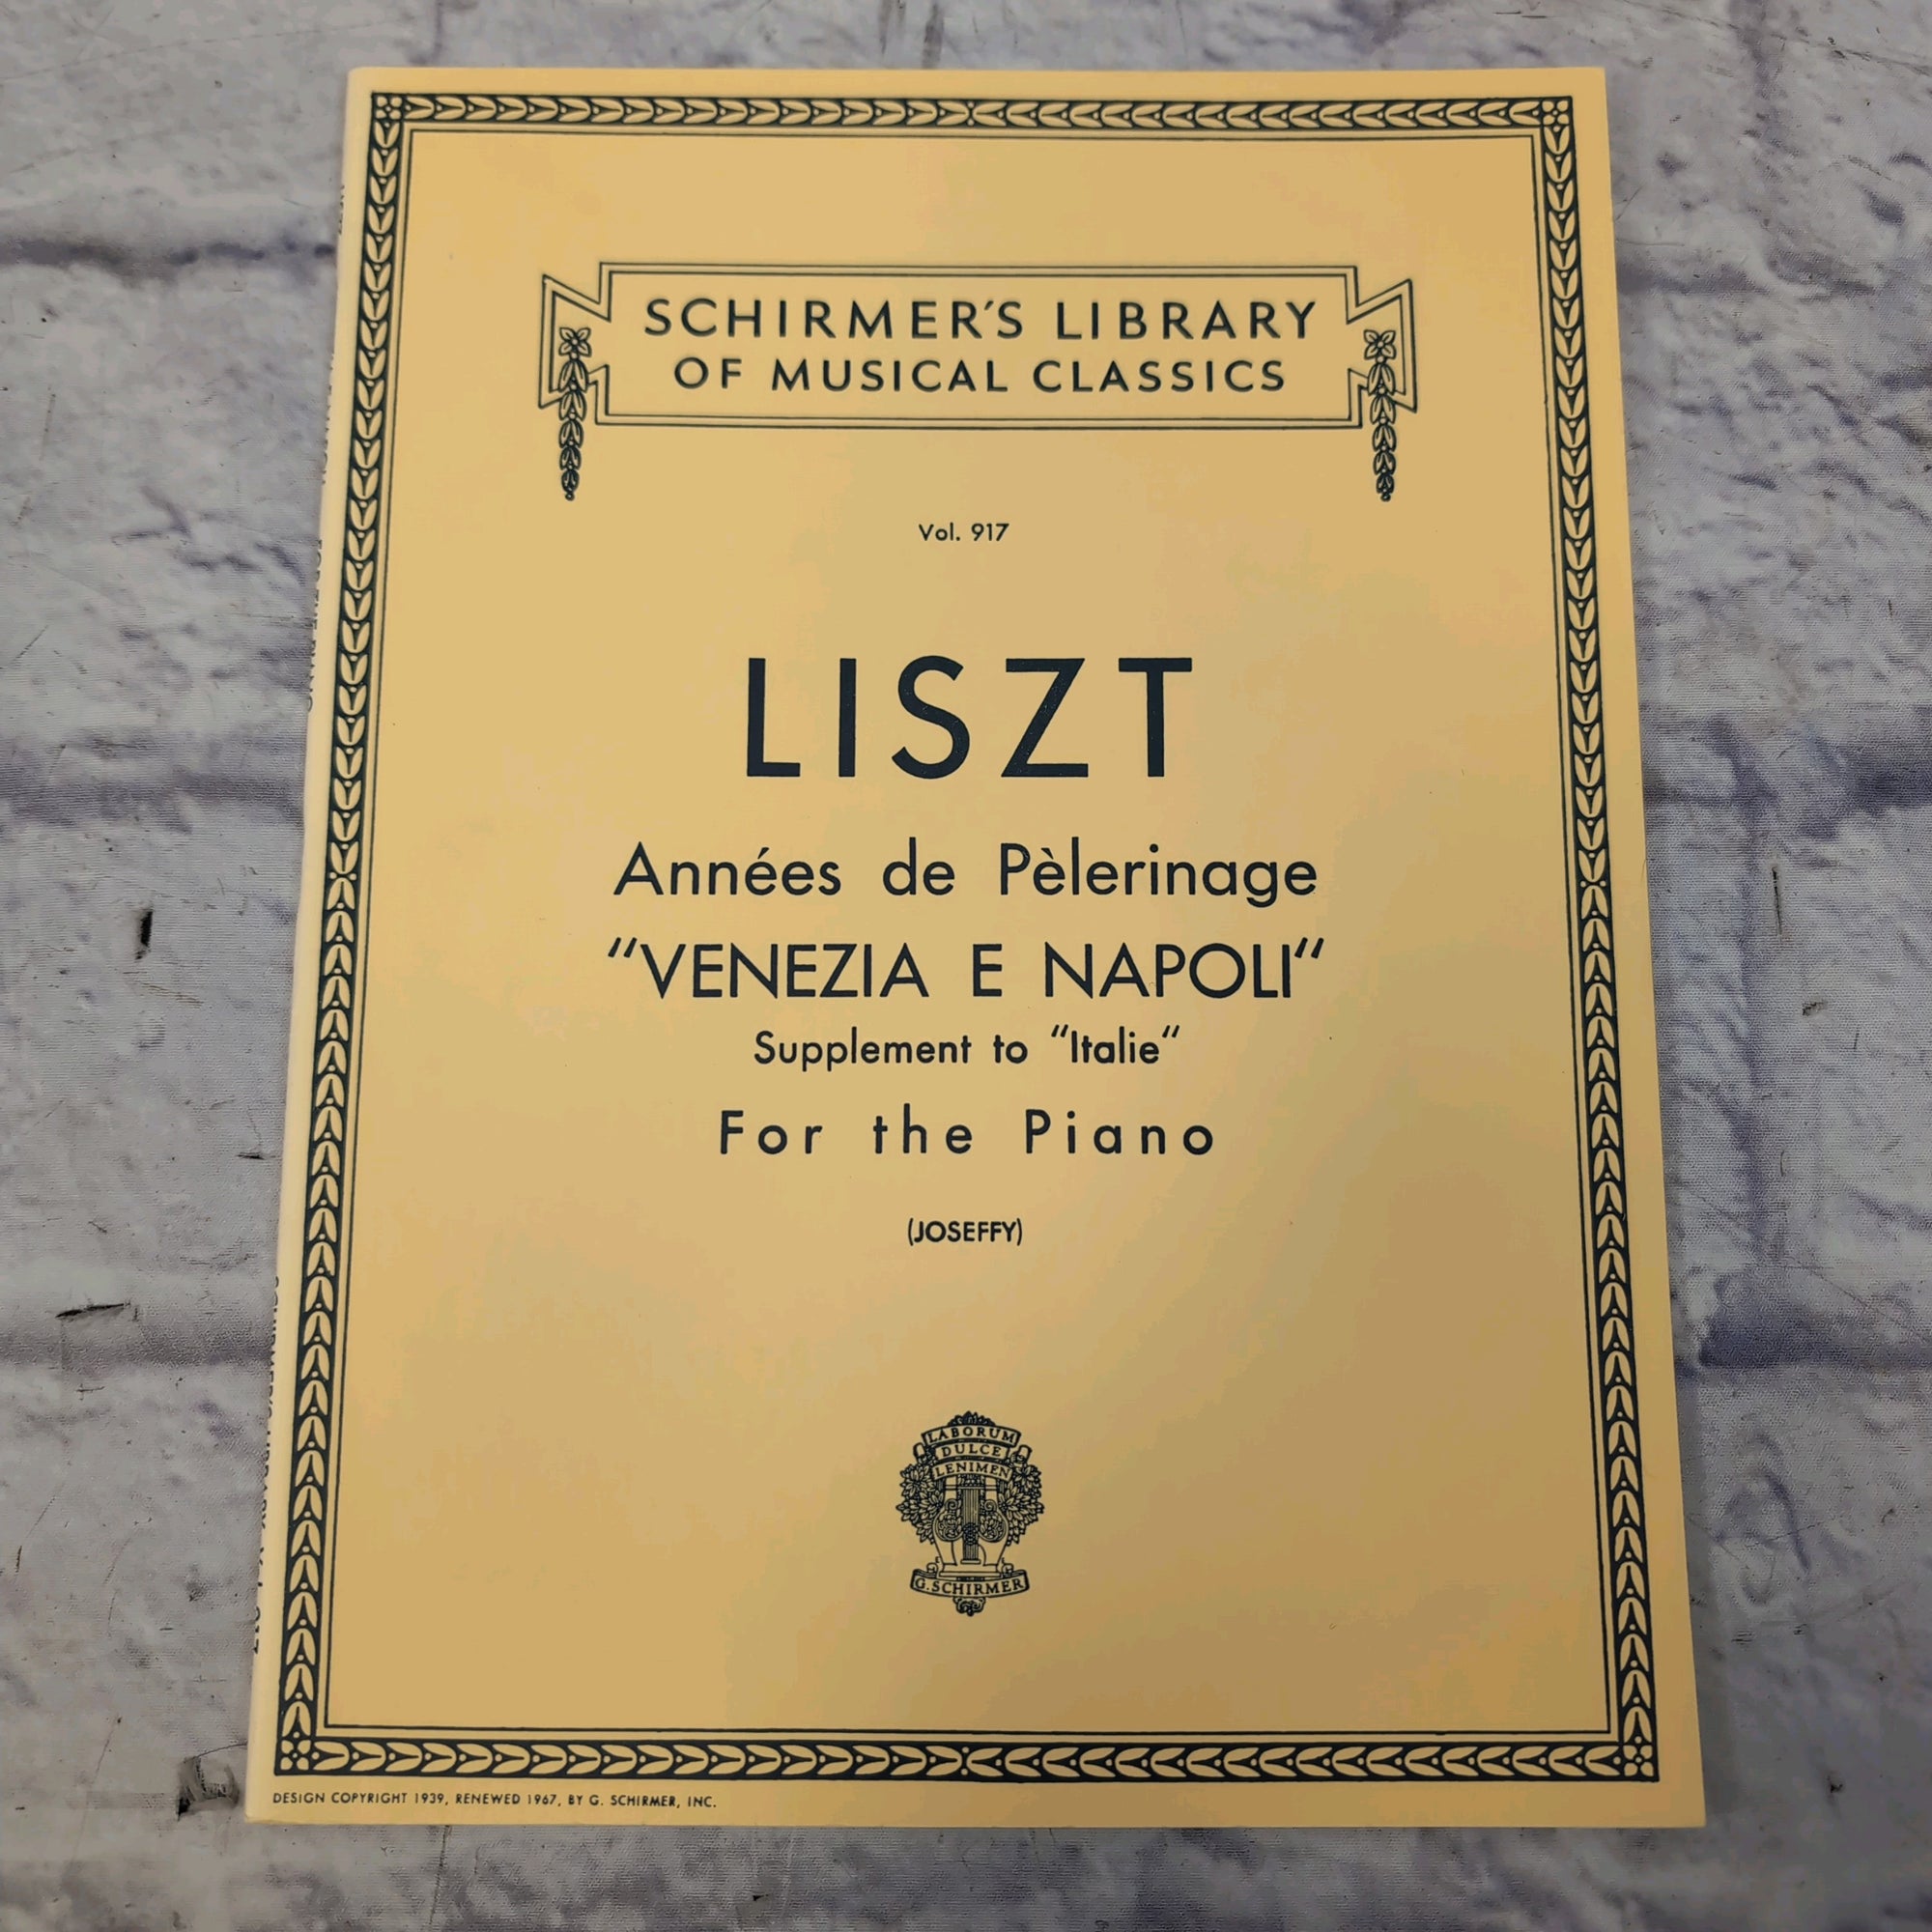 SCHIRMER'S LIBRARY
OF MUSICAL CLASSICS
Vol. 917
LISZT
Années de Pèlerinage
"VENEZIA E NAPOLI"
Supplement to "Italie"
For the Piano
(JOSEFFY)
LABORUM
DULCE
LENIMEN
G. SCHIRMER
DESIGN COPYRIGHT 1939, RENEWED 1967, BY G. SCHIRMER, INC.